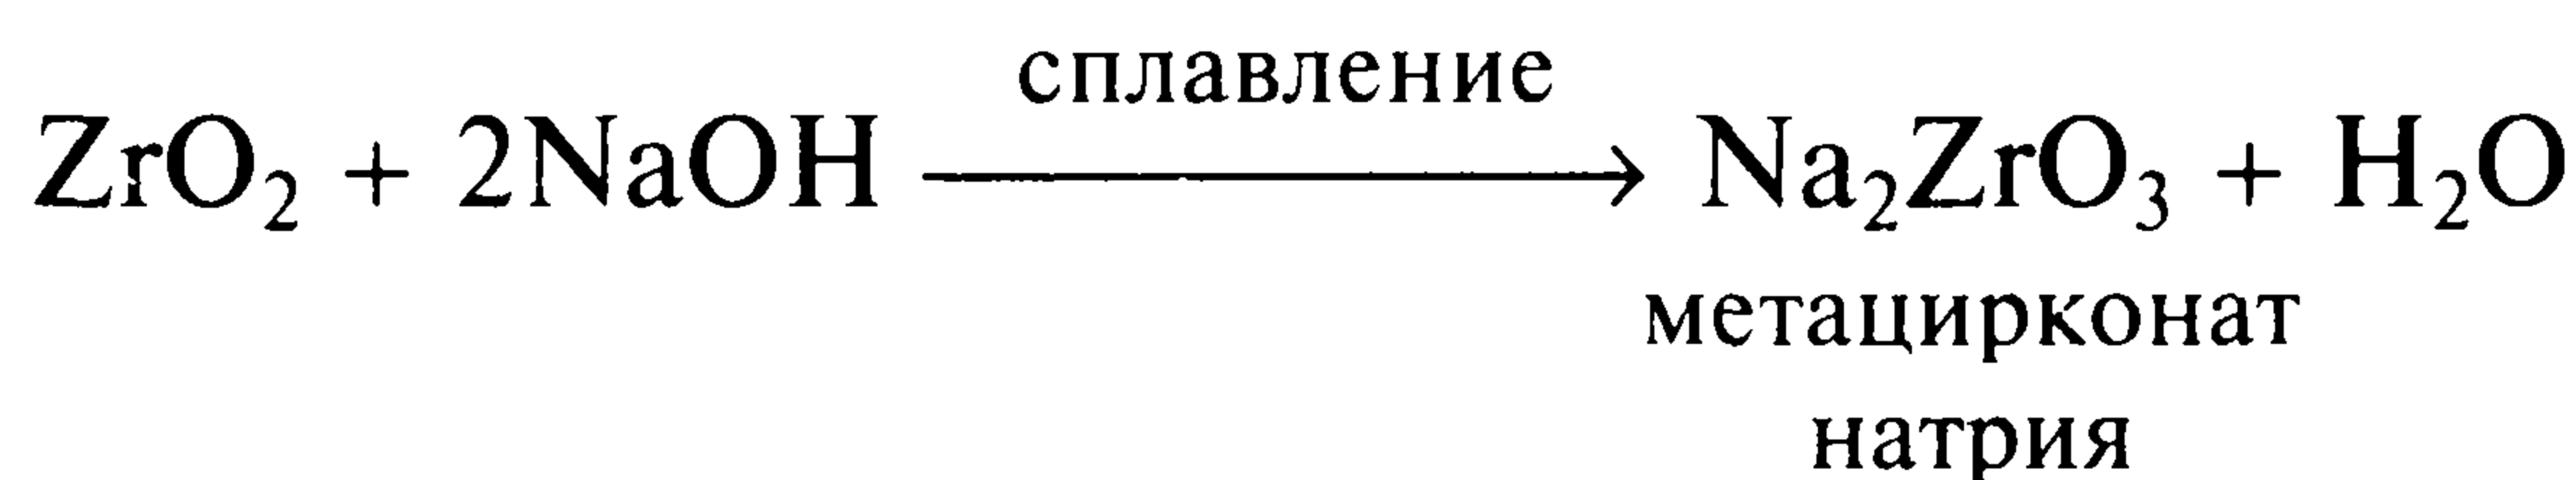 сплавление
ZrO₂ + 2NaOH ⟶ Na₂ZrO₃ + H₂O
метацирконат
натрия